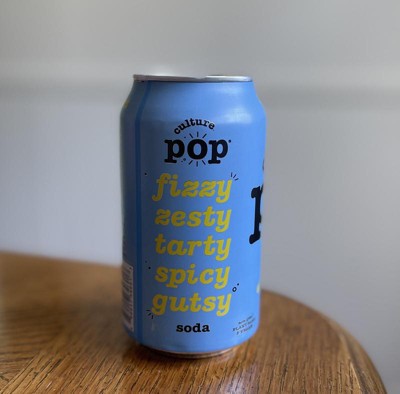 culture
pop
fizzy
zesty
tarty
spicy
gutsy
soda